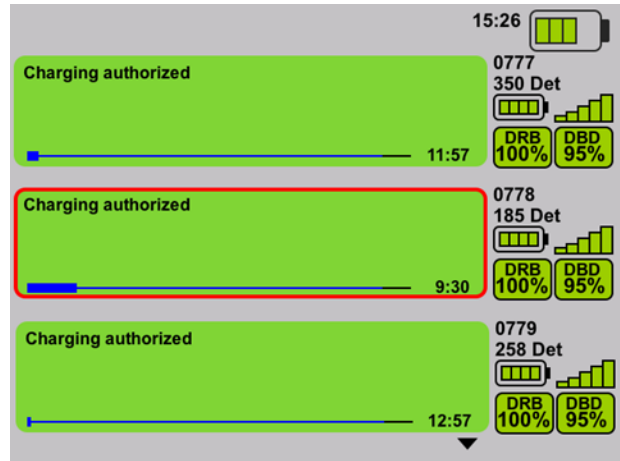 15:26
Charging authorized
11:57
0777
350 Det
DRB 100%
DBD 95%
Charging authorized
9:30
0778
185 Det
DRB 100%
DBD 95%
Charging authorized
12:57
0779
258 Det
DRB 100%
DBD 95%